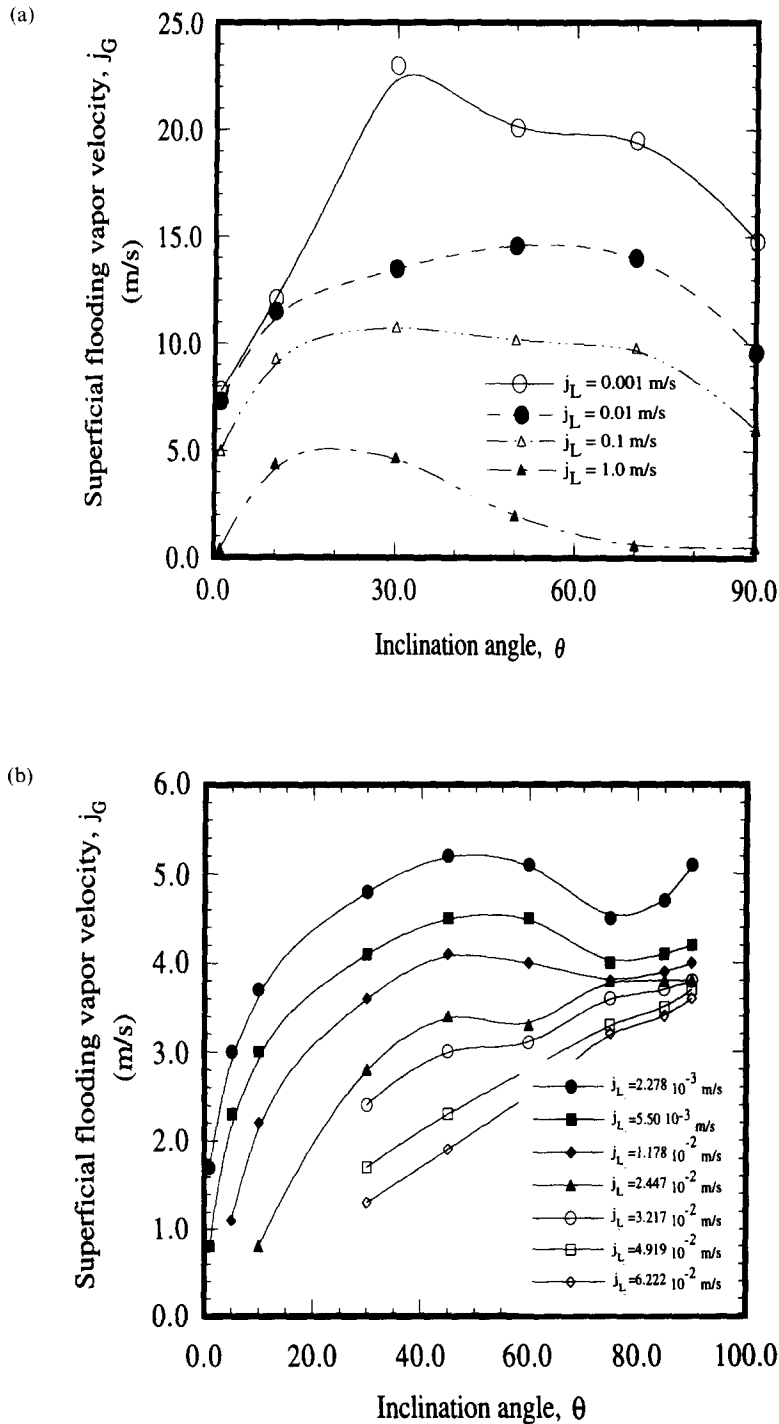 (a)
Superficial flooding vapor velocity, jG
(m/s)
25.0
20.0
15.0
10.0
5.0
0.0
jL = 0.001 m/s
jL = 0.01 m/s
jL = 0.1 m/s
jL = 1.0 m/s
0.0 30.0 60.0 90.0
Inclination angle, θ
(b)
Superficial flooding vapor velocity, jG
(m/s)
6.0
5.0
4.0
3.0
2.0
1.0
0.0
jL =2.278 10^-3 m/s
jL =5.50 10^-3 m/s
jL =1.178 10^-2 m/s
jL =2.447 10^-2 m/s
jL =3.217 10^-2 m/s
jL =4.919 10^-2 m/s
jL =6.222 10^-2 m/s
0.0 20.0 40.0 60.0 80.0 100.0
Inclination angle, θ